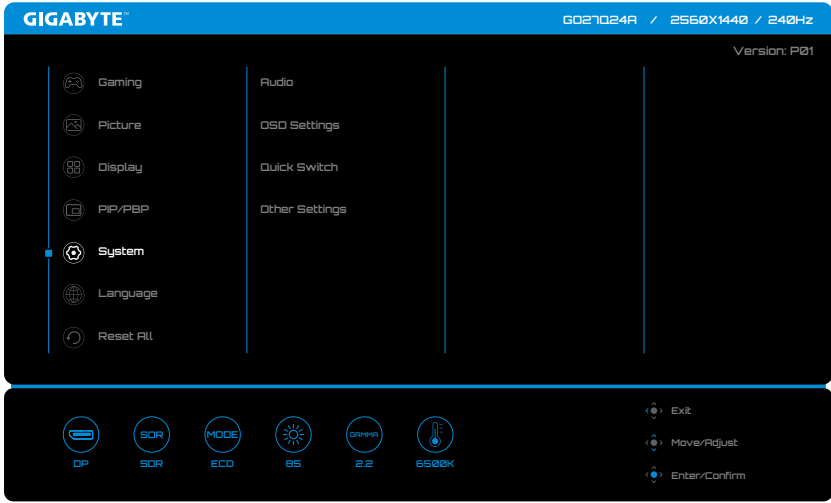 GIGABYTE™
GO27Q24A / 2560X1440 / 240Hz
Version: P01
Gaming
Audio
Picture
OSD Settings
Display
Quick Switch
PIP/PBP
Other Settings
System
Language
Reset All
SDR
MODE
GAMMA
DP
SDR
ECO
85
2.2
6500K
Exit
Move/Adjust
Enter/Confirm